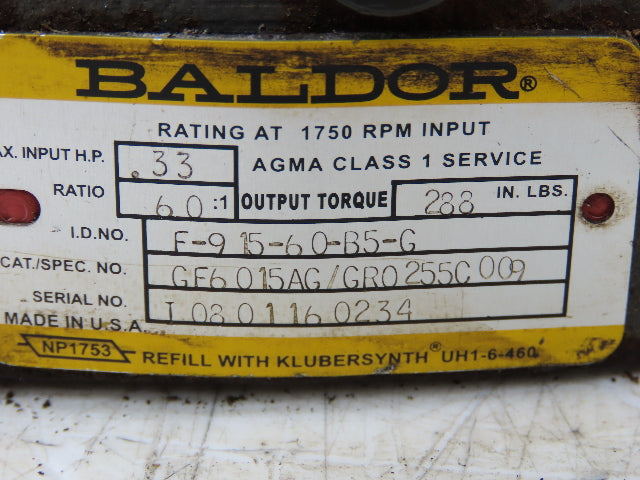 BALDOR®
RATING AT 1750 RPM INPUT
AX. INPUT H.P. .33 AGMA CLASS 1 SERVICE
RATIO 60 :1 OUTPUT TORQUE 288 IN. LBS.
I.D.NO. F-915-60-B5-G
CAT./SPEC. NO. GF6015AG/GR0255C009
SERIAL NO. T0801160234
MADE IN U.S.A.
NP1753 REFILL WITH KLUBERSYNTH® UH1-6-460